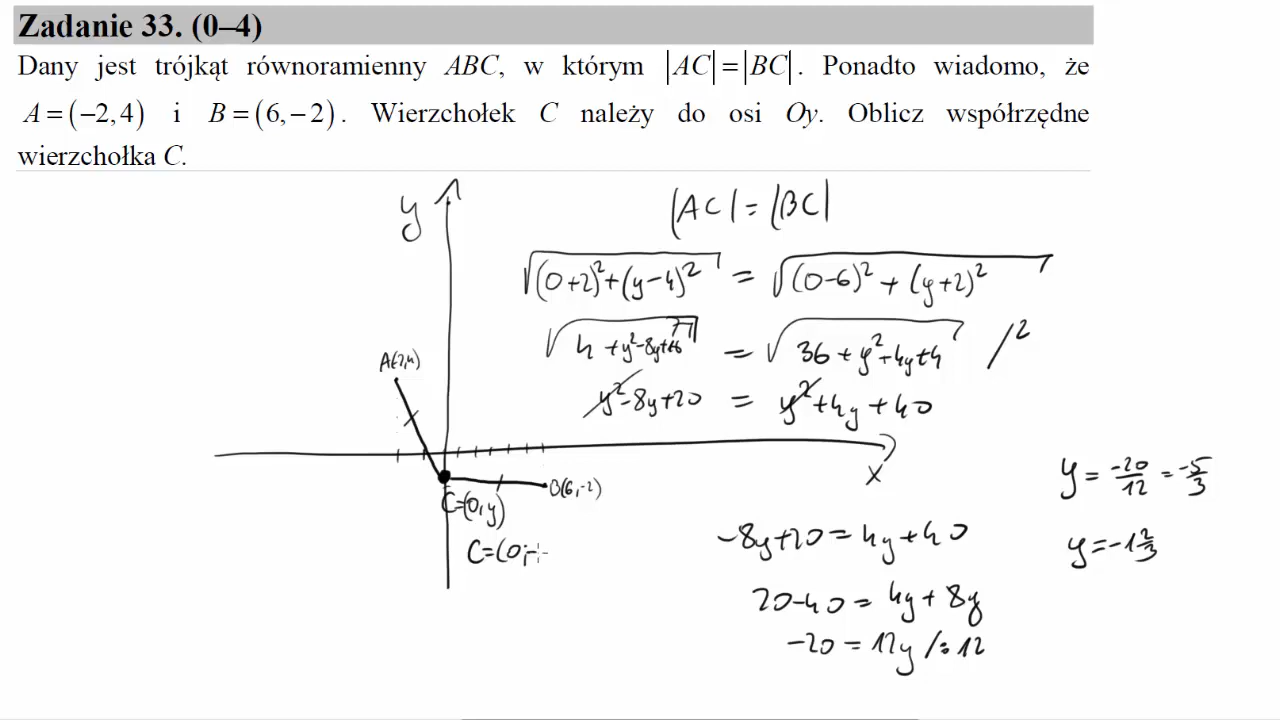 Zadanie 33. (0–4)
Dany jest trójkąt równoramienny ABC, w którym |AC| = |BC|. Ponadto wiadomo, że
A = (−2, 4) i B = (6, −2). Wierzchołek C należy do osi Oy. Oblicz współrzędne
wierzchołka C.
y
|AC| = |BC|
√(0+2)²+(y−4)² = √(0−6)² + (y+2)²
√4 + y²−8y+16 = √36 + y²+4y+4 /²
y²−8y+20 = y²+4y+40
x
B(6,−2)
C=(0,y)
y = −20/12 = −5/3
−8y+20 = 4y+40
y = −1 2/3
20−40 = 4y+8y
−20 = 12y /:12